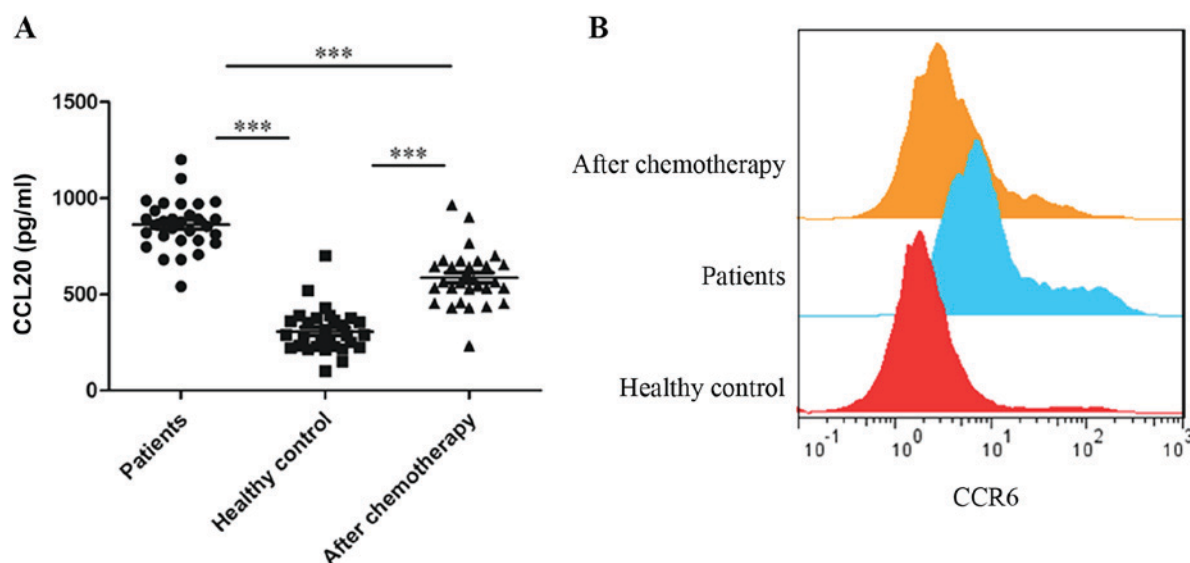 A
***
***
***
1500
1000
500
0
CCL20 (pg/ml)
Patients
Healthy control
After chemotherapy
B
After chemotherapy
Patients
Healthy control
10-1 100 101 102 103
CCR6